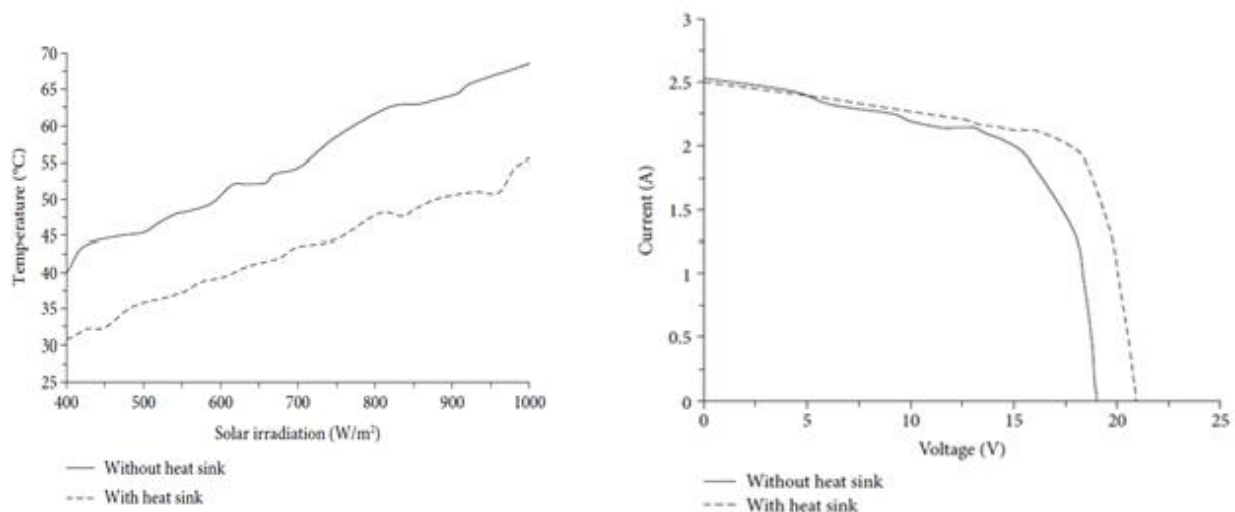 70
65
60
55
50
45
40
35
30
25
Temperature (°C)
400 500 600 700 800 900 1000
Solar irradiation (W/m²)
Without heat sink
With heat sink
3
2.5
2
1.5
1
0.5
0
Current (A)
0 5 10 15 20 25
Voltage (V)
Without heat sink
With heat sink